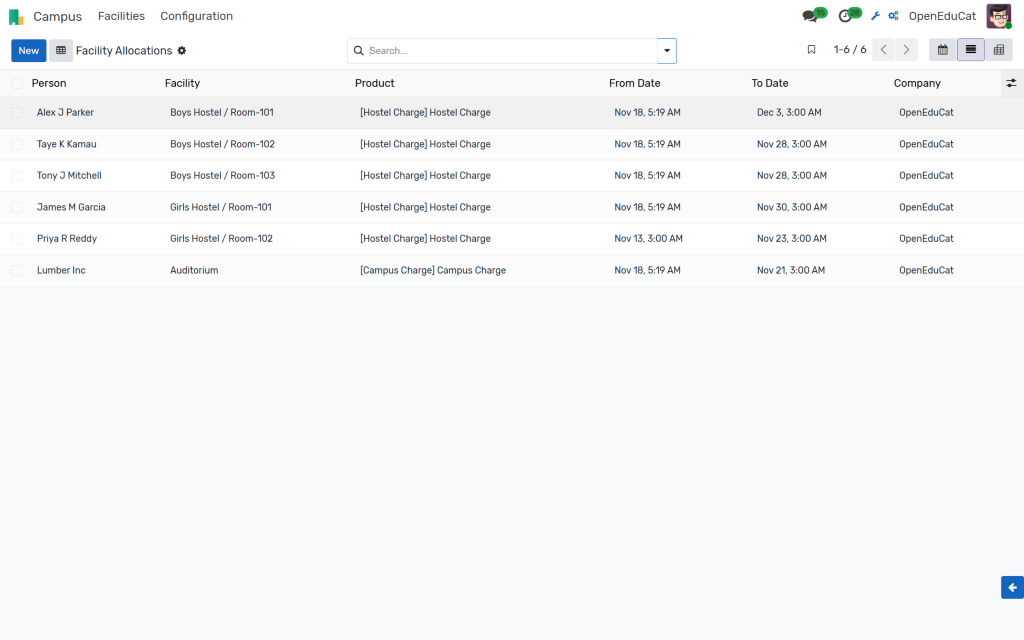 Campus Facilities Configuration 15 28 OpenEduCat
New Facility Allocations Search... 1-6 / 6
Person Facility Product From Date To Date Company
Alex J Parker Boys Hostel / Room-101 [Hostel Charge] Hostel Charge Nov 18, 5:19 AM Dec 3, 3:00 AM OpenEduCat
Taye K Kamau Boys Hostel / Room-102 [Hostel Charge] Hostel Charge Nov 18, 5:19 AM Nov 28, 3:00 AM OpenEduCat
Tony J Mitchell Boys Hostel / Room-103 [Hostel Charge] Hostel Charge Nov 18, 5:19 AM Nov 28, 3:00 AM OpenEduCat
James M Garcia Girls Hostel / Room-101 [Hostel Charge] Hostel Charge Nov 18, 5:19 AM Nov 30, 3:00 AM OpenEduCat
Priya R Reddy Girls Hostel / Room-102 [Hostel Charge] Hostel Charge Nov 13, 3:00 AM Nov 23, 3:00 AM OpenEduCat
Lumber Inc Auditorium [Campus Charge] Campus Charge Nov 18, 5:19 AM Nov 21, 3:00 AM OpenEduCat